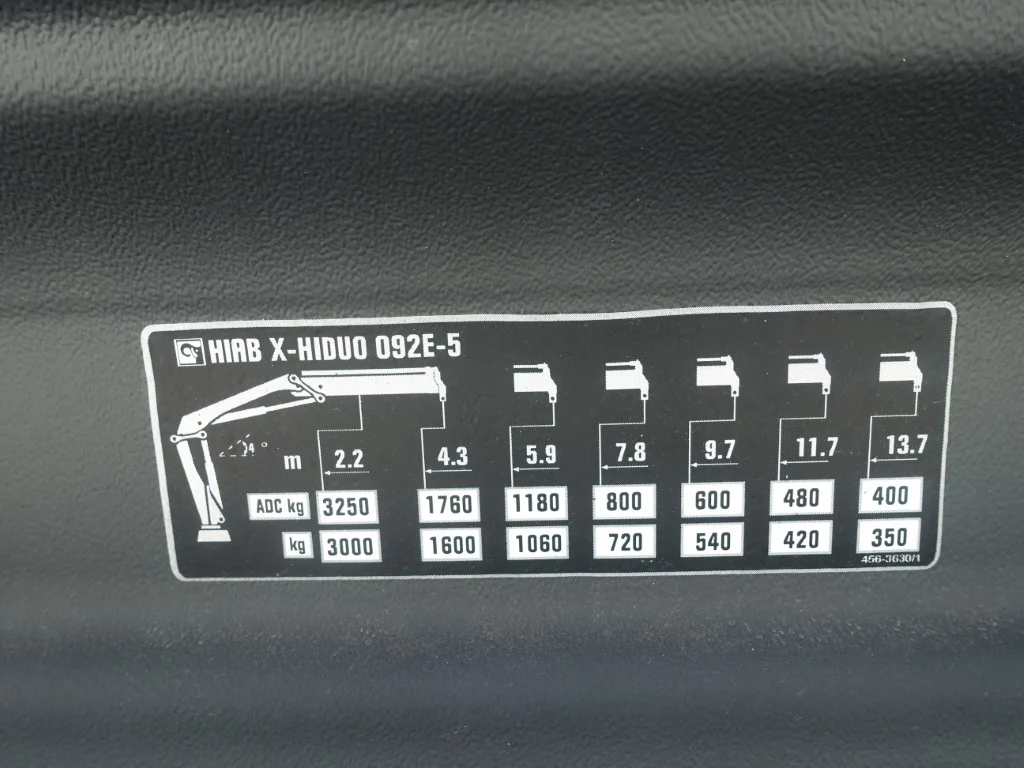 HIAB X-HIDUO 092E-5
m 2.2 4.3 5.9 7.8 9.7 11.7 13.7
ADC kg 3250 1760 1180 800 600 480 400
kg 3000 1600 1060 720 540 420 350
456-3630/1